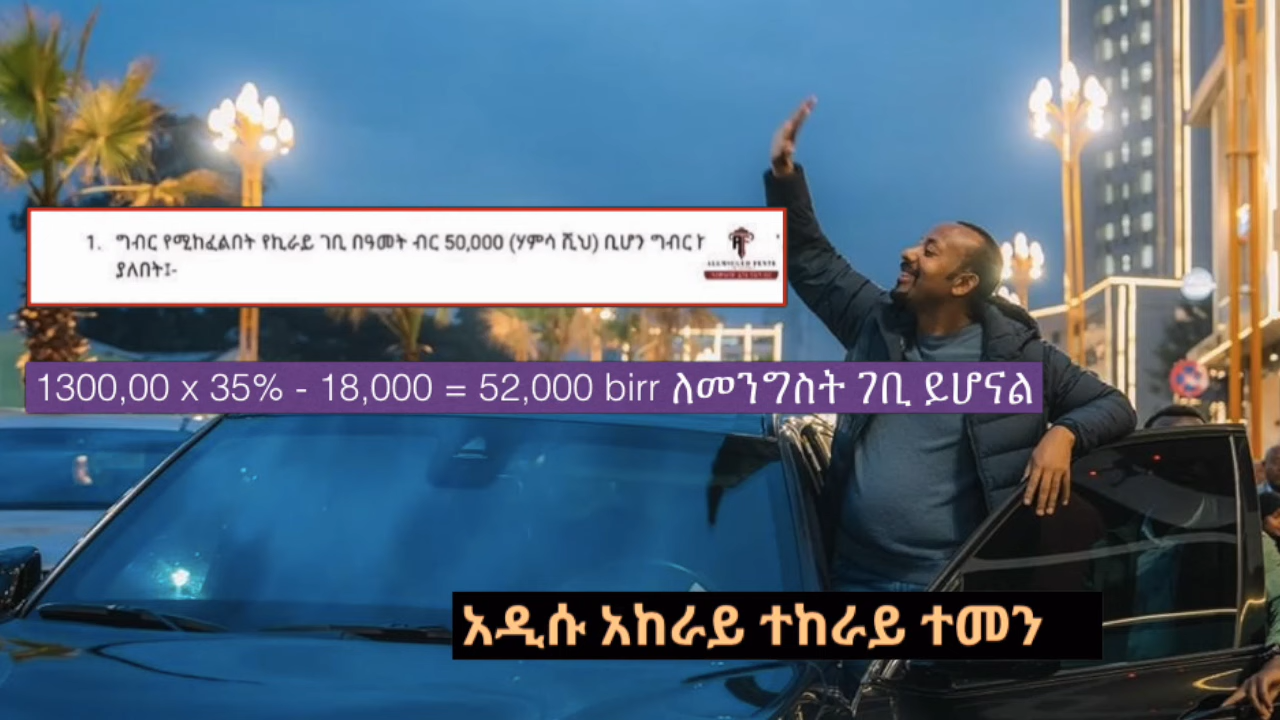 1. ግብር የሚከፈልበት የኪራይ ገቢ በዓመት ብር 50,000 (ሃምሳ ሺህ) ቢሆን ግብር
ያለበት፤-
1300,00 x 35% - 18,000 = 52,000 birr ለመንግስት ገቢ ይሆናል
አዲሱ አከራይ ተከራይ ተመን